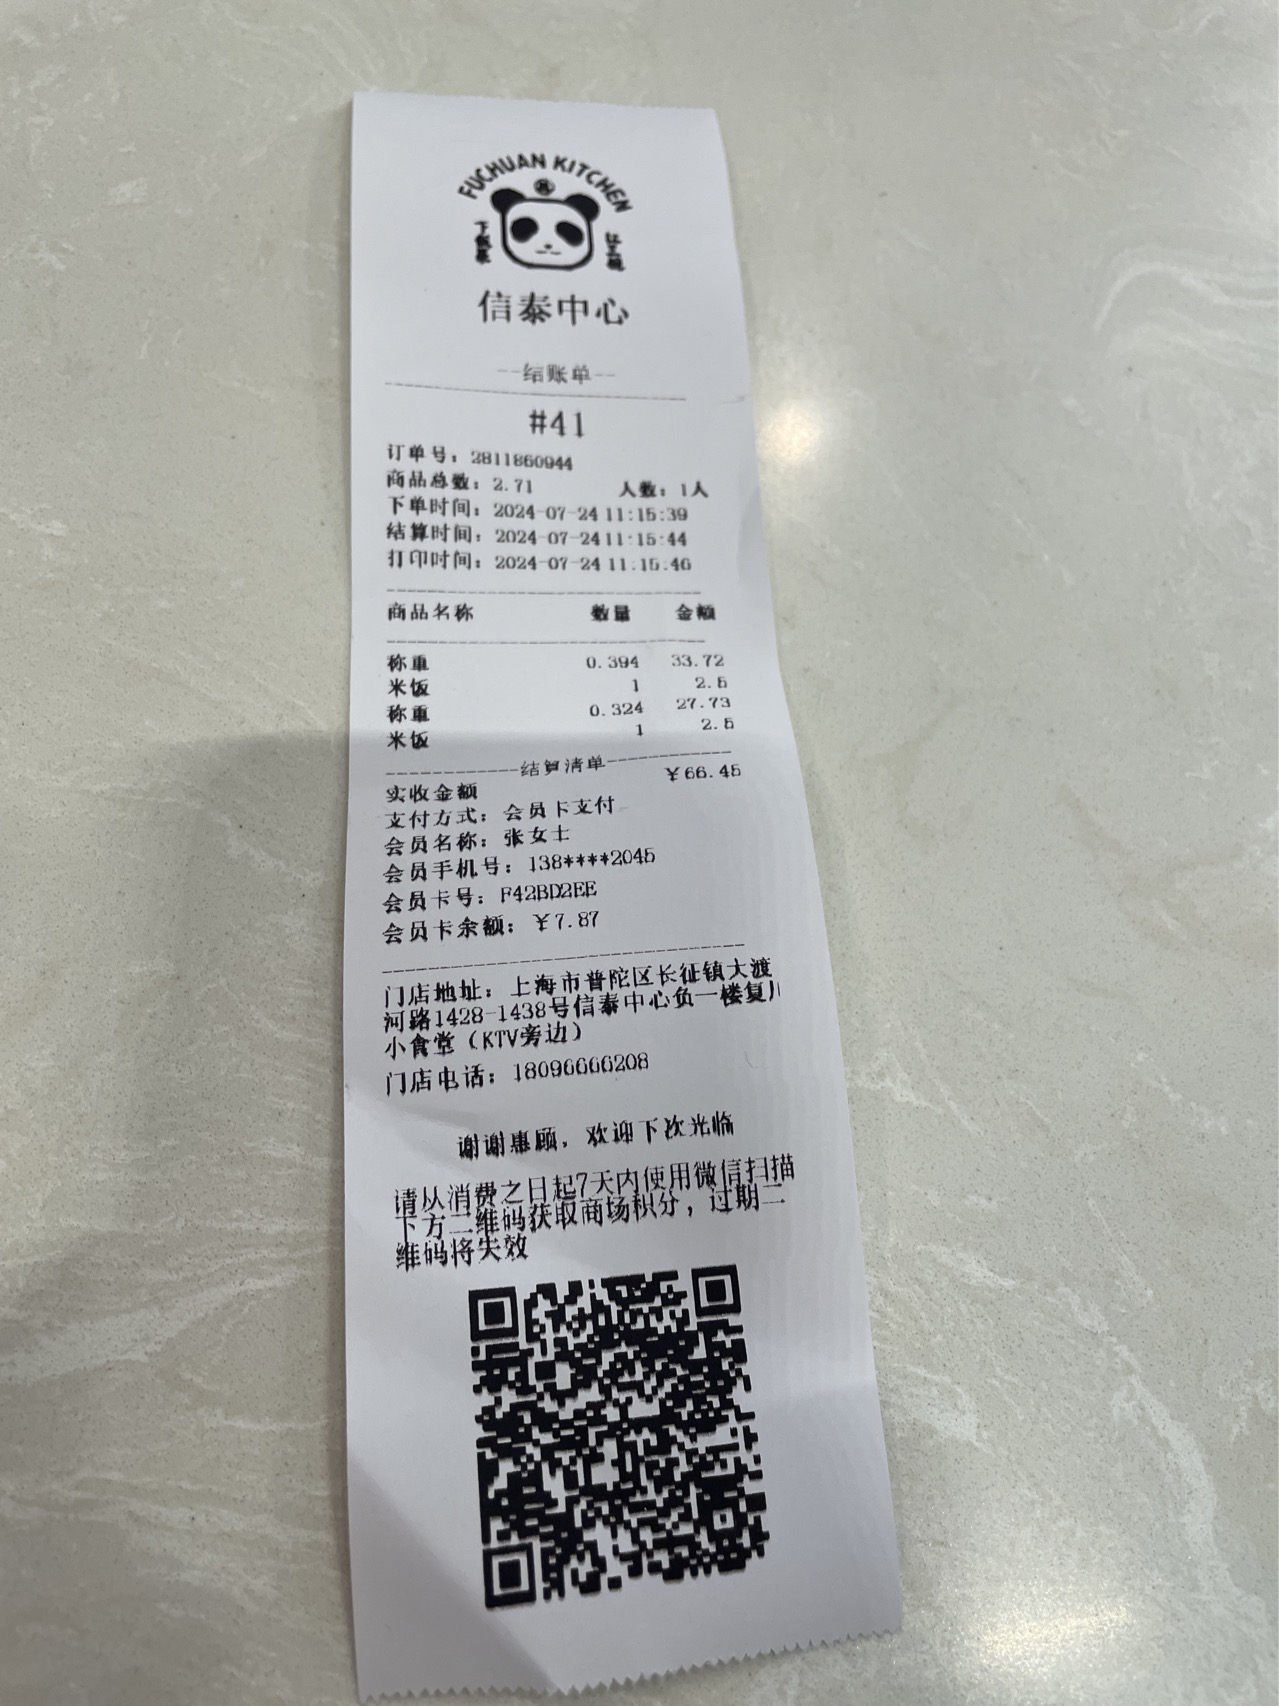 FUCHUAN KITCHEN
下飯菜
信泰中心
--结账单--
#41
订单号：2811860944
商品总数：2.71 人数：1人
下单时间：2024-07-24 11:15:39
结算时间：2024-07-24 11:15:44
打印时间：2024-07-24 11:15:46
商品名称 数量 金额
称重 0.394 33.72
米饭 1 2.5
称重 0.324 27.73
米饭 1 2.5
------------结算清单------------
实收金额 ￥66.45
支付方式：会员卡支付
会员名称：张女士
会员手机号：138****2045
会员卡号：F42BD2EE
会员卡余额：￥7.87
门店地址：上海市普陀区长征镇大渡
河路1428-1438号信泰中心负一楼复川
小食堂（KTV旁边）
门店电话：18096666208
谢谢惠顾，欢迎下次光临
请以消费之日起7天内使用微信扫描
下方二维码获取商场积分，过期二
维码将失效